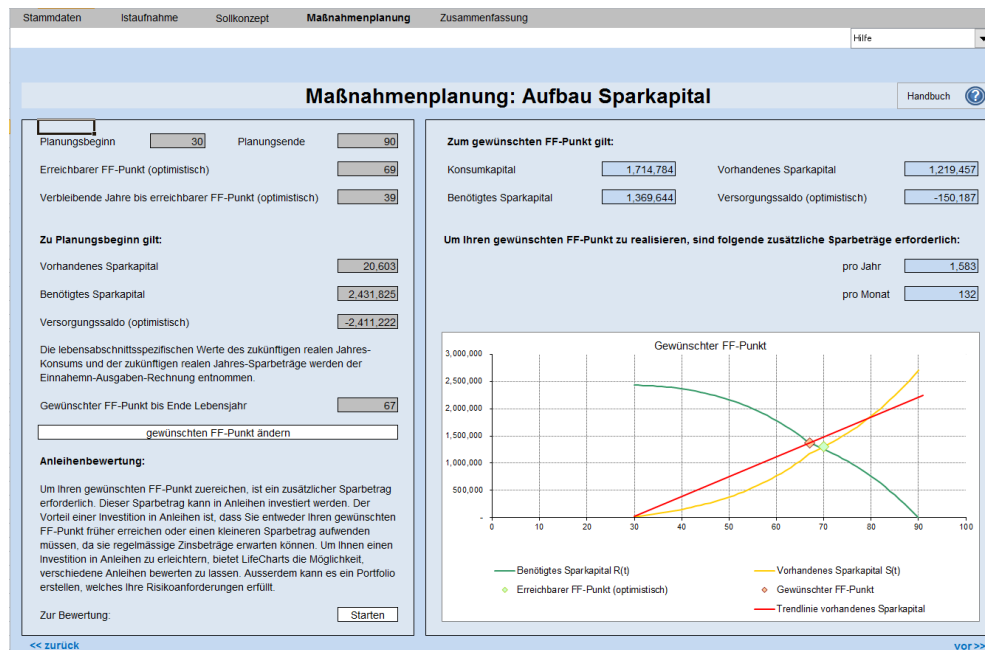 Stammdaten Istaufnahme Sollkonzept Maßnahmenplanung Zusammenfassung
Hilfe
Maßnahmenplanung: Aufbau Sparkapital
Handbuch ?
Planungsbeginn 30 Planungsende 90
Erreichbarer FF-Punkt (optimistisch) 69
Verbleibende Jahre bis erreichbarer FF-Punkt (optimistisch) 39
Zu Planungsbeginn gilt:
Vorhandenes Sparkapital 20,603
Benötigtes Sparkapital 2,431,825
Versorgungssaldo (optimistisch) -2,411,222
Die lebensabschnittsspezifischen Werte des zukünftigen realen Jahres-
Konsums und der zukünftigen realen Jahres-Sparbeträge werden der
Einnahemn-Ausgaben-Rechnung entnommen.
Gewünschter FF-Punkt bis Ende Lebensjahr 67
gewünschten FF-Punkt ändern
Anleihenbewertung:
Um Ihren gewünschten FF-Punkt zuereichen, ist ein zusätzlicher Sparbetrag
erforderlich. Dieser Sparbetrag kann in Anleihen investiert werden. Der
Vorteil einer Investition in Anleihen ist, dass Sie entweder Ihren gewünschten
FF-Punkt früher erreichen oder einen kleineren Sparbetrag aufwenden
müssen, da sie regelmässige Zinsbeträge erwarten können. Um Ihnen einen
Investition in Anleihen zu erleichtern, bietet LifeCharts die Möglichkeit,
verschiedene Anleihen bewerten zu lassen. Ausserdem kann es ein Portfolio
erstellen, welches Ihre Risikoanforderungen erfüllt.
Zur Bewertung: Starten
Zum gewünschten FF-Punkt gilt:
Konsumkapital 1,714,784 Vorhandenes Sparkapital 1,219,457
Benötigtes Sparkapital 1,369,644 Versorgungssaldo (optimistisch) -150,187
Um Ihren gewünschten FF-Punkt zu realisieren, sind folgende zusätzliche Sparbeträge erforderlich:
pro Jahr 1,583
pro Monat 132
Gewünschter FF-Punkt
3,000,000
2,500,000
2,000,000
1,500,000
1,000,000
500,000
-
0 10 20 30 40 50 60 70 80 90 100
Benötigtes Sparkapital R(t) Vorhandenes Sparkapital S(t)
Erreichbarer FF-Punkt (optimistisch) Gewünschter FF-Punkt
Trendlinie vorhandenes Sparkapital
<< zurück vor >>